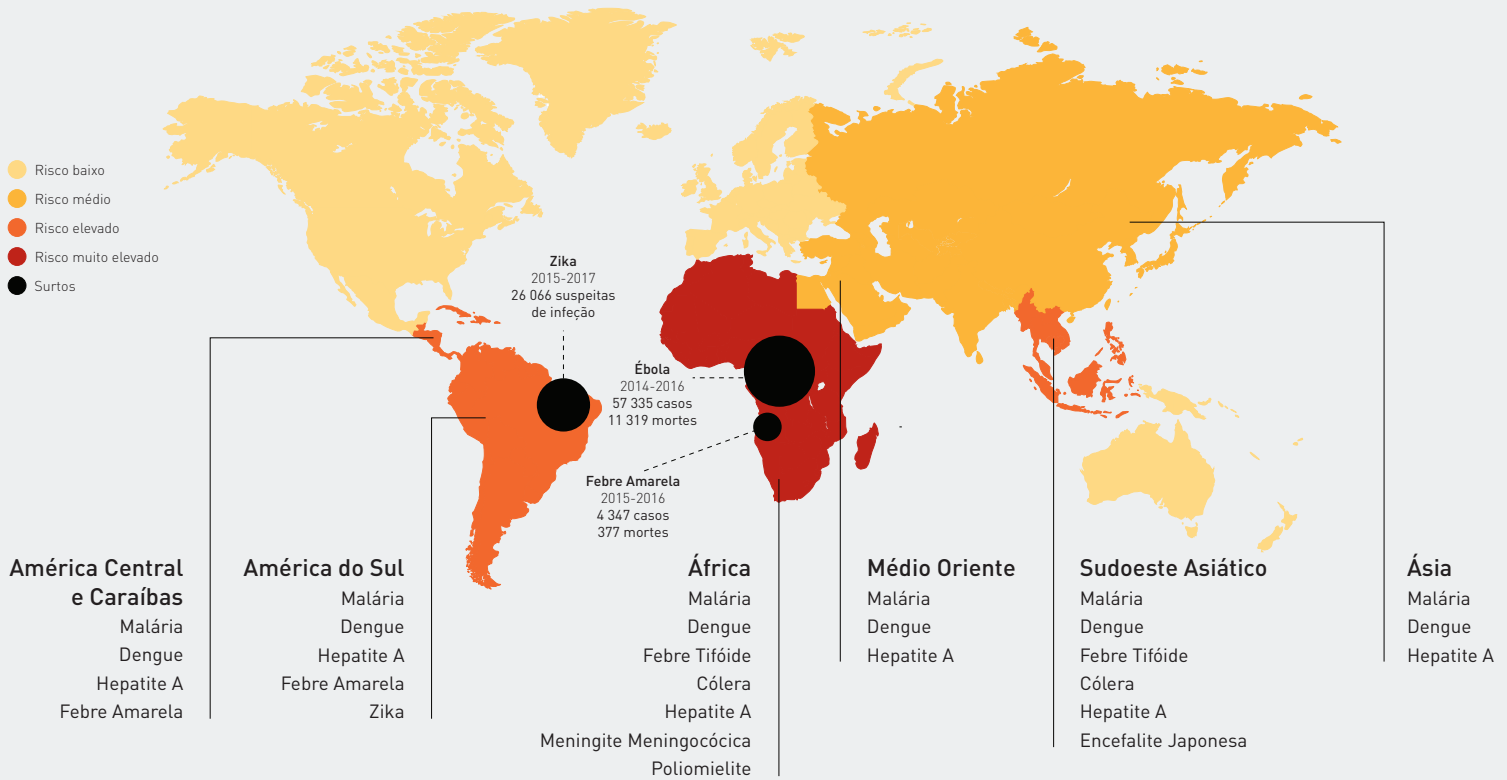 Risco baixo
Risco médio
Risco elevado
Risco muito elevado
Surtos
Zika
2015-2017
26 066 suspeitas
de infeção
Ébola
2014-2016
57 335 casos
11 319 mortes
Febre Amarela
2015-2016
4 347 casos
377 mortes
América Central
e Caraíbas
Malária
Dengue
Hepatite A
Febre Amarela
América do Sul
Malária
Dengue
Hepatite A
Febre Amarela
Zika
África
Malária
Dengue
Febre Tifóide
Cólera
Hepatite A
Meningite Meningocócica
Poliomielite
Médio Oriente
Malária
Dengue
Hepatite A
Sudoeste Asiático
Malária
Dengue
Febre Tifóide
Cólera
Hepatite A
Encefalite Japonesa
Ásia
Malária
Dengue
Hepatite A